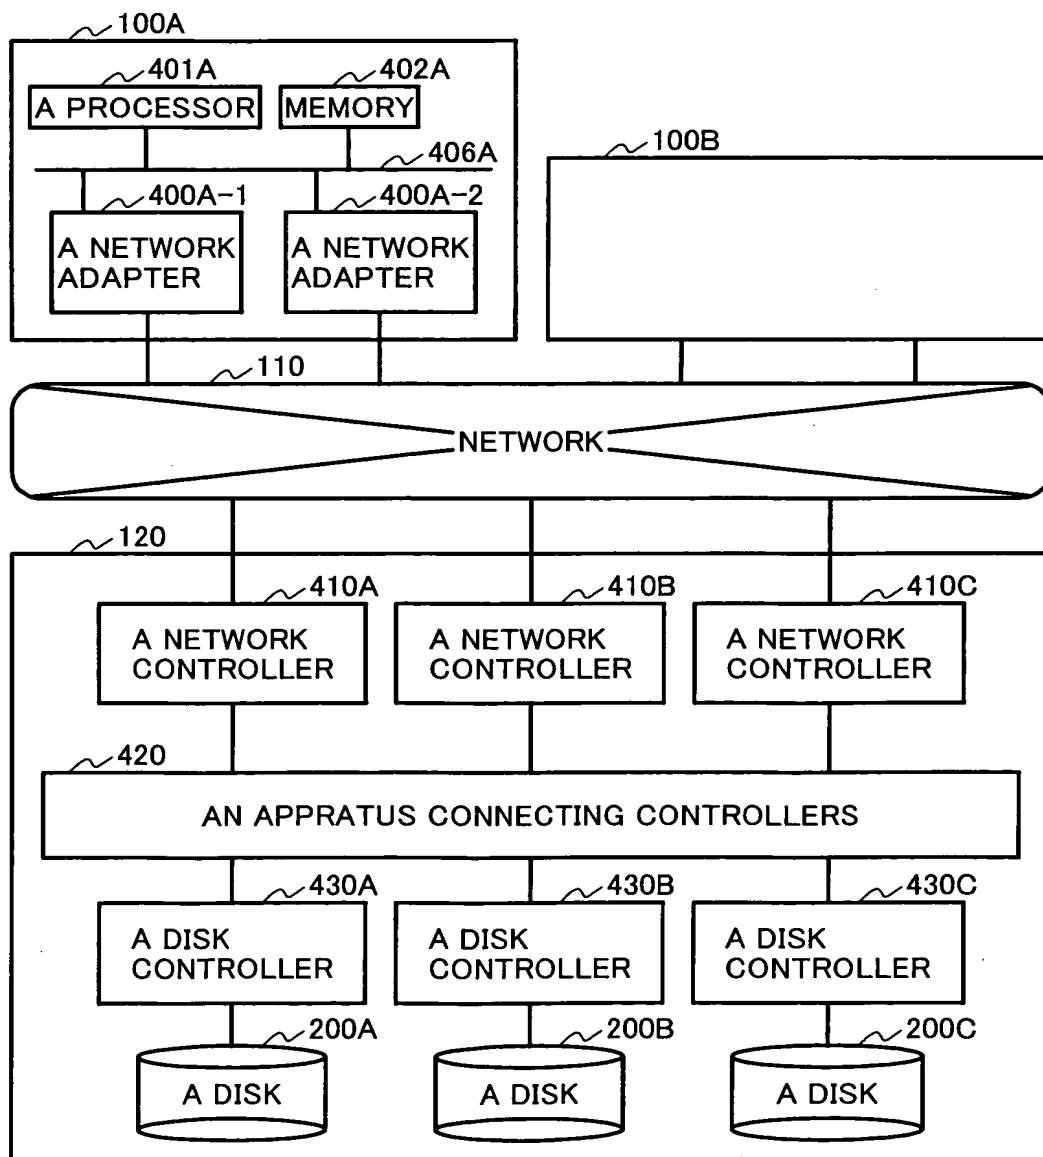 100A
401A
402A
A PROCESSOR
MEMORY
406A
100B
400A-1
400A-2
A NETWORK
ADAPTER
A NETWORK
ADAPTER
110
NETWORK
120
410A
410B
410C
A NETWORK
CONTROLLER
A NETWORK
CONTROLLER
A NETWORK
CONTROLLER
420
AN APPRATUS CONNECTING CONTROLLERS
430A
430B
430C
A DISK
CONTROLLER
A DISK
CONTROLLER
A DISK
CONTROLLER
200A
200B
200C
A DISK
A DISK
A DISK